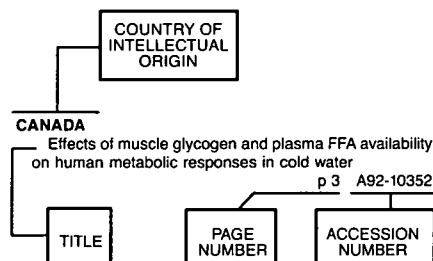 COUNTRY OF
INTELLECTUAL
ORIGIN
CANADA
Effects of muscle glycogen and plasma FFA availability
on human metabolic responses in cold water
p 3 A92-10352
TITLE
PAGE
NUMBER
ACCESSION
NUMBER